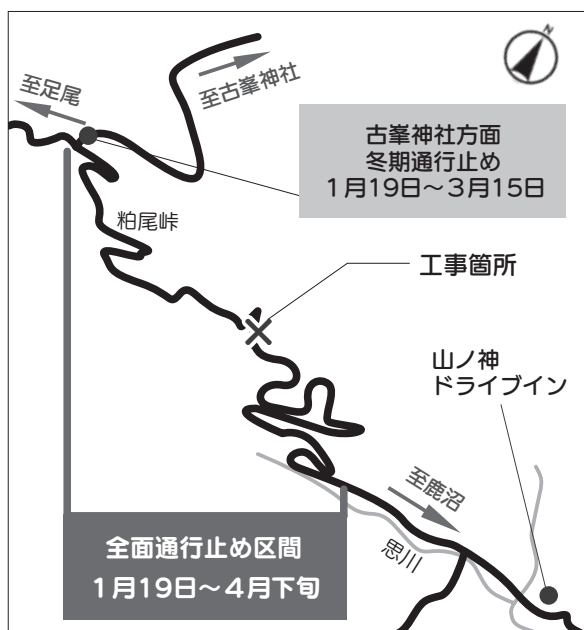 N
至足尾
至古峯神社
古峯神社方面
冬期通行止め
1月19日～3月15日
粕尾峠
工事箇所
山ノ神
ドライブイン
至鹿沼
思川
全面通行止め区間
1月19日～4月下旬